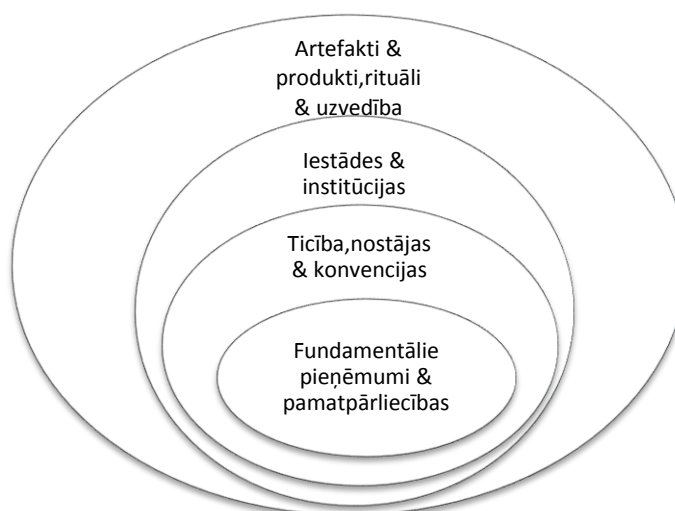 Artefakti &
produkti,rituāli
& uzvedība
Iestādes &
institūcijas
Ticība,nostājas
& konvencijas
Fundamentālie
pieņēmumi &
pamatpārliecības